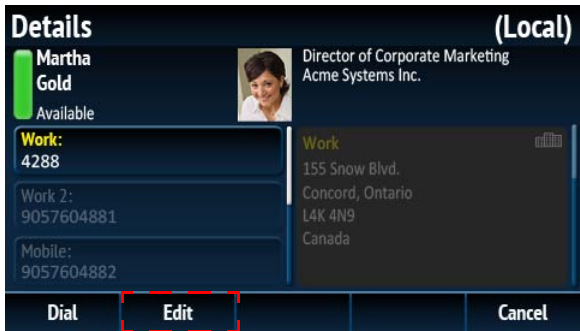 Details (Local)
Martha
Gold
Available
Director of Corporate Marketing
Acme Systems Inc.
Work:
4288
Work 2:
9057604881
Mobile:
9057604882
Work
155 Snow Blvd.
Concord, Ontario
L4K 4N9
Canada
Dial Edit Cancel